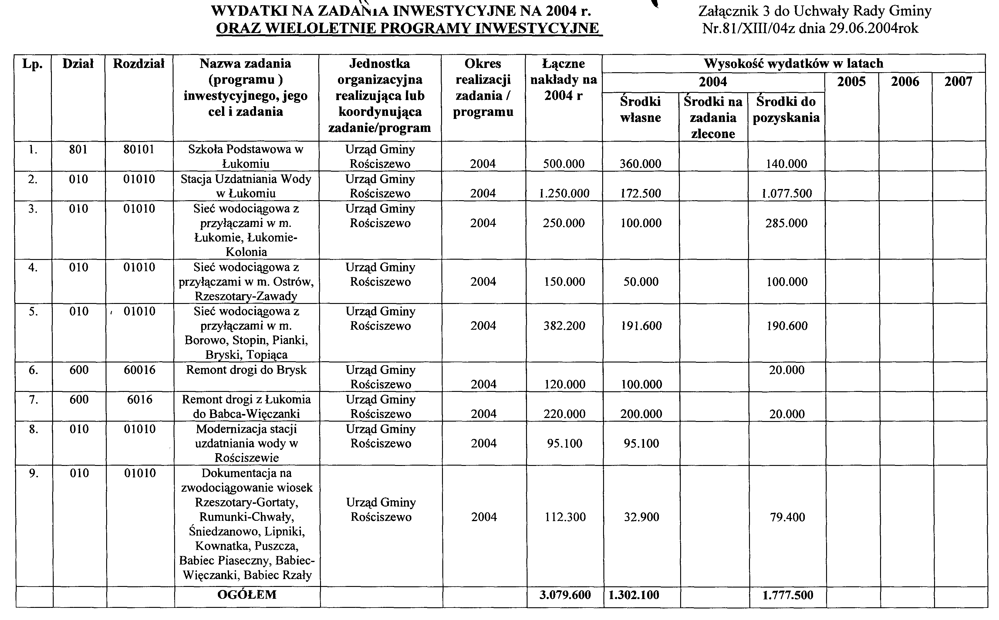 WYDATKI NA ZADANIA INWESTYCYJNE NA 2004 r.
ORAZ WIELOLETNIE PROGRAMY INWESTYCYJNE
Załącznik 3 do Uchwały Rady Gminy
Nr.81/XIII/04z dnia 29.06.2004rok
Lp. Dział Rozdział Nazwa zadania Jednostka Okres Łączne Wysokość wydatków w latach
(programu ) organizacyjna realizacji nakłady na 2004 2005 2006 2007
inwestycyjnego, jego realizująca lub zadania / 2004 r Środki Środki na Środki do
cel i zadania koordynująca programu własne zadania pozyskania
zadanie/program zlecone
1. 801 80101 Szkoła Podstawowa w Urząd Gminy
Łukomiu Rościszewo 2004 500.000 360.000 140.000
2. 010 01010 Stacja Uzdatniania Wody Urząd Gminy
w Łukomiu Rościszewo 2004 1.250.000 172.500 1.077.500
3. 010 01010 Sieć wodociągowa z Urząd Gminy
przyłączami w m. Rościszewo 2004 250.000 100.000 285.000
Łukomie, Łukomie-
Kolonia
4. 010 01010 Sieć wodociągowa z Urząd Gminy
przyłączami w m. Ostrów, Rościszewo 2004 150.000 50.000 100.000
Rzeszotary-Zawady
5. 010 01010 Sieć wodociągowa z Urząd Gminy
przyłączami w m. Rościszewo 2004 382.200 191.600 190.600
Borowo, Stopin, Pianki,
Bryski, Topiąca
6. 600 60016 Remont drogi do Brysk Urząd Gminy 20.000
Rościszewo 2004 120.000 100.000
7. 600 6016 Remont drogi z Łukomia Urząd Gminy
do Babca-Więczanki Rościszewo 2004 220.000 200.000 20.000
8. 010 01010 Modernizacja stacji Urząd Gminy
uzdatniania wody w Rościszewo 2004 95.100 95.100
Rościszewie
9. 010 01010 Dokumentacja na
zwodociągowanie wiosek
Rzeszotary-Gortaty, Urząd Gminy
Rumunki-Chwały, Rościszewo 2004 112.300 32.900 79.400
Śniedzanowo, Lipniki,
Kownatka, Puszcza,
Babiec Piaseczny, Babiec-
Więczanki, Babiec Rzały
OGÓŁEM 3.079.600 1.302.100 1.777.500